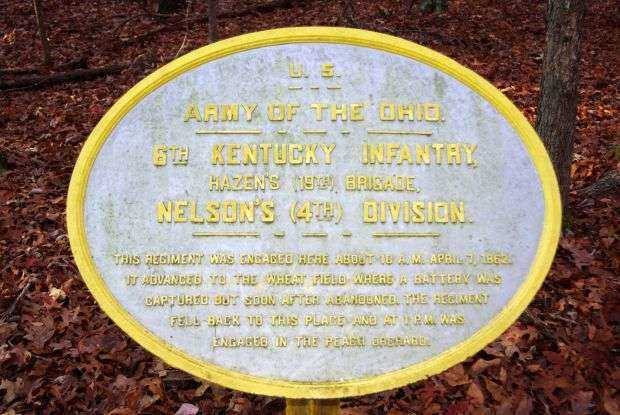 U. S.
ARMY OF THE OHIO.
6TH KENTUCKY INFANTRY,
HAZEN'S (19TH) BRIGADE,
NELSON'S (4TH) DIVISION.
THIS REGIMENT WAS ENGAGED HERE ABOUT 10 A.M. APRIL 7, 1862.
IT ADVANCED TO THE WHEAT FIELD WHERE A BATTERY WAS
CAPTURED BUT SOON AFTER ABANDONED. THE REGIMENT
FELL BACK TO THIS PLACE AND AT 1 P.M. WAS
ENGAGED IN THE PEACH ORCHARD.